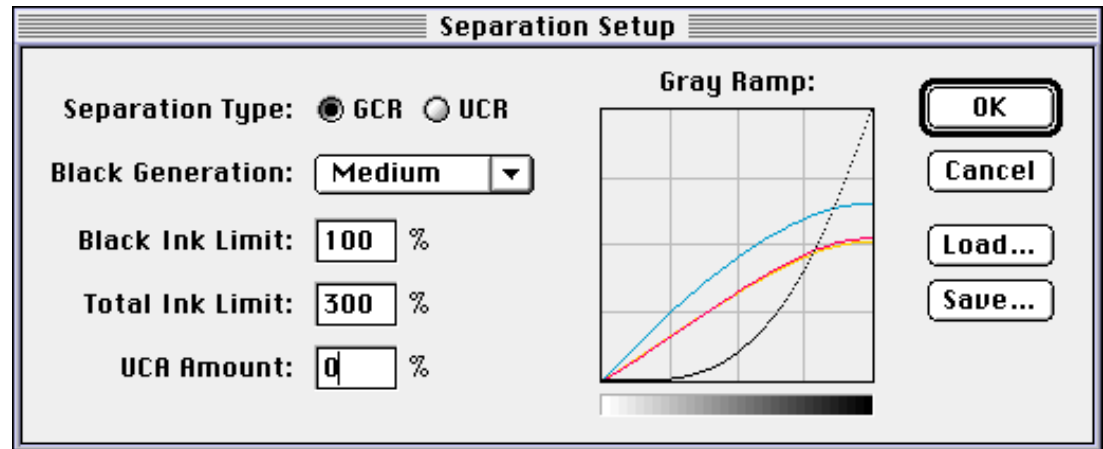 Separation Setup
Separation Type: GCR UCR
Black Generation: Medium
Black Ink Limit: 100 %
Total Ink Limit: 300 %
UCA Amount: 0 %
Gray Ramp:
OK
Cancel
Load...
Save...